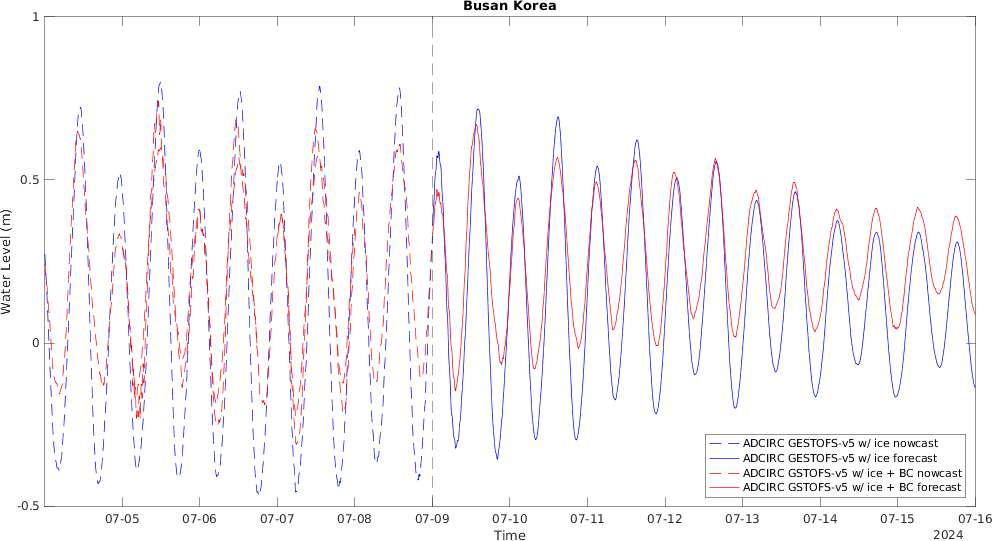 Busan Korea
1
0.5
0
-0.5
Water Level (m)
07-05 07-06 07-07 07-08 07-09 07-10 07-11 07-12 07-13 07-14 07-15 07-16
Time
2024
ADCIRC GESTOFS-v5 w/ ice nowcast
ADCIRC GESTOFS-v5 w/ ice forecast
ADCIRC GSTOFS-v5 w/ ice + BC nowcast
ADCIRC GSTOFS-v5 w/ ice + BC forecast